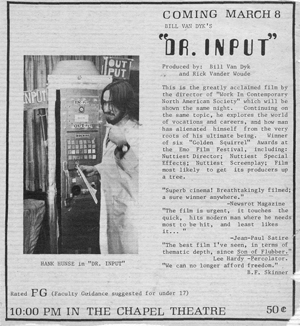 COMING MARCH 8
BILL VAN DYK'S
"DR. INPUT"
Produced by: Bill Van Dyk
and Rick Vander Woude
This is the greatly acclaimed film by
the director of "Work In Contemporary
North American Society" which will be
shown the same night. Continuing on
the same topic, he explores the world
of vocations and careers, and how man
has alienated himself from the very
roots of his ultimate being. Winner
of six "Golden Squirrel" Awards at
the Emo Film Festival, including:
Nuttiest Director; Nuttiest Special
Effects; Nuttiest Screenplay; Film
most likely to get its producers up
a tree.
"Superb cinema! Breathtakingly filmed;
a sure winner anywhere."
-Newsrot Magazine
"The film is urgent, it touches the
quick, hits modern man where he needs
most to be hit, and least likes
it... "
-Jean-Paul Satire
"The best film I've seen, in terms of
thematic depth, since Son of Flubber."
Lee Hardy -Percolator.
"We can no longer afford freedom."
B.F. Skinner
INPUT
OUT
PUT
in "DR. INPUT"
Rated FG (Faculty Guidance suggested for under 17)
10:00 PM IN THE CHAPEL THEATRE 50¢